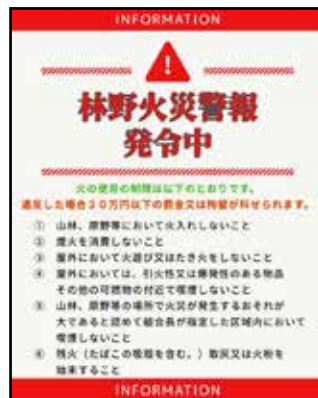 INFORMATION
林野火災警報
発令中
火の使用の制限は以下のとおりです。
違反した場合30万円以下の罰金又は拘留が科せられます。
① 山林、原野等において火入れしないこと
② 煙火を消費しないこと
③ 屋外において火遊び又はたき火をしないこと
④ 屋外においては、引火性又は爆発性のある物品
その他の可燃物の付近で喫煙しないこと
⑤ 山林、原野等の場所で火災が発生するおそれが
大であると認めて組合長が指定した区域内において
喫煙しないこと
⑥ 残火（たばこの吸殻を含む。）取灰又は火粉を
始末すること
INFORMATION